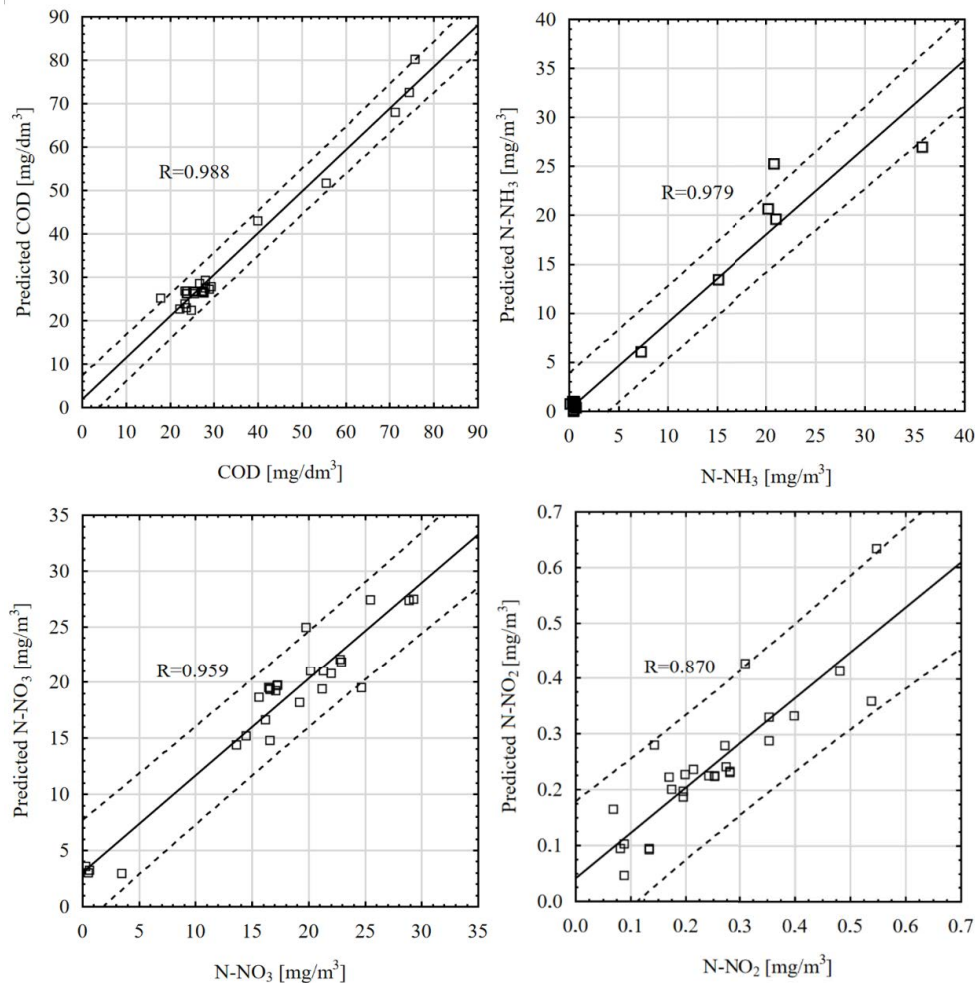 90
80
70
60
50
40
30
20
10
0
Predicted COD [mg/dm³]
R=0.988
0 10 20 30 40 50 60 70 80 90
COD [mg/dm³]
40
35
30
25
20
15
10
5
0
Predicted N-NH₃ [mg/m³]
R=0.979
0 5 10 15 20 25 30 35 40
N-NH₃ [mg/m³]
35
30
25
20
15
10
5
0
Predicted N-NO₃ [mg/m³]
R=0.959
0 5 10 15 20 25 30 35
N-NO₃ [mg/m³]
0.7
0.6
0.5
0.4
0.3
0.2
0.1
0.0
Predicted N-NO₂ [mg/m³]
R=0.870
0.0 0.1 0.2 0.3 0.4 0.5 0.6 0.7
N-NO₂ [mg/m³]